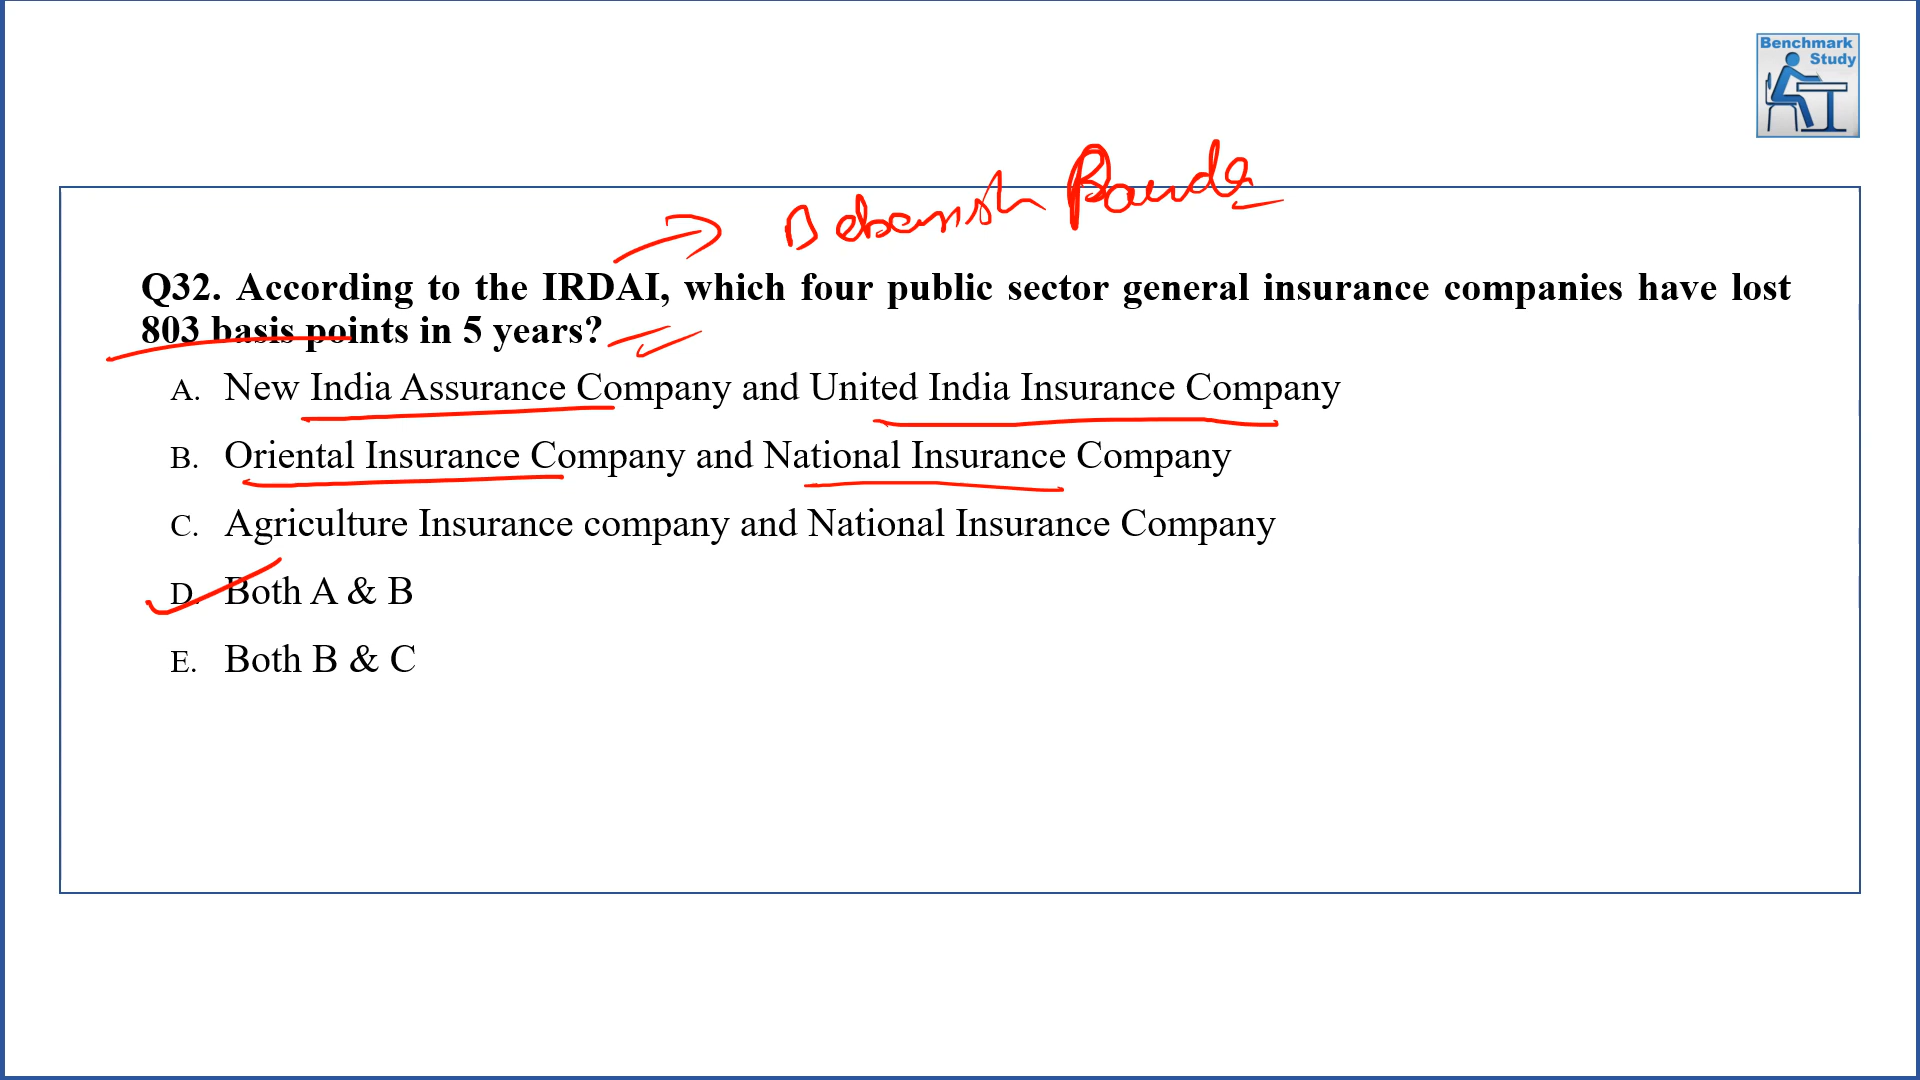 Benchmark
Study
Debanish Panda
Q32. According to the IRDAI, which four public sector general insurance companies have lost
803 basis points in 5 years?
A. New India Assurance Company and United India Insurance Company
B. Oriental Insurance Company and National Insurance Company
C. Agriculture Insurance company and National Insurance Company
D. Both A & B
E. Both B & C